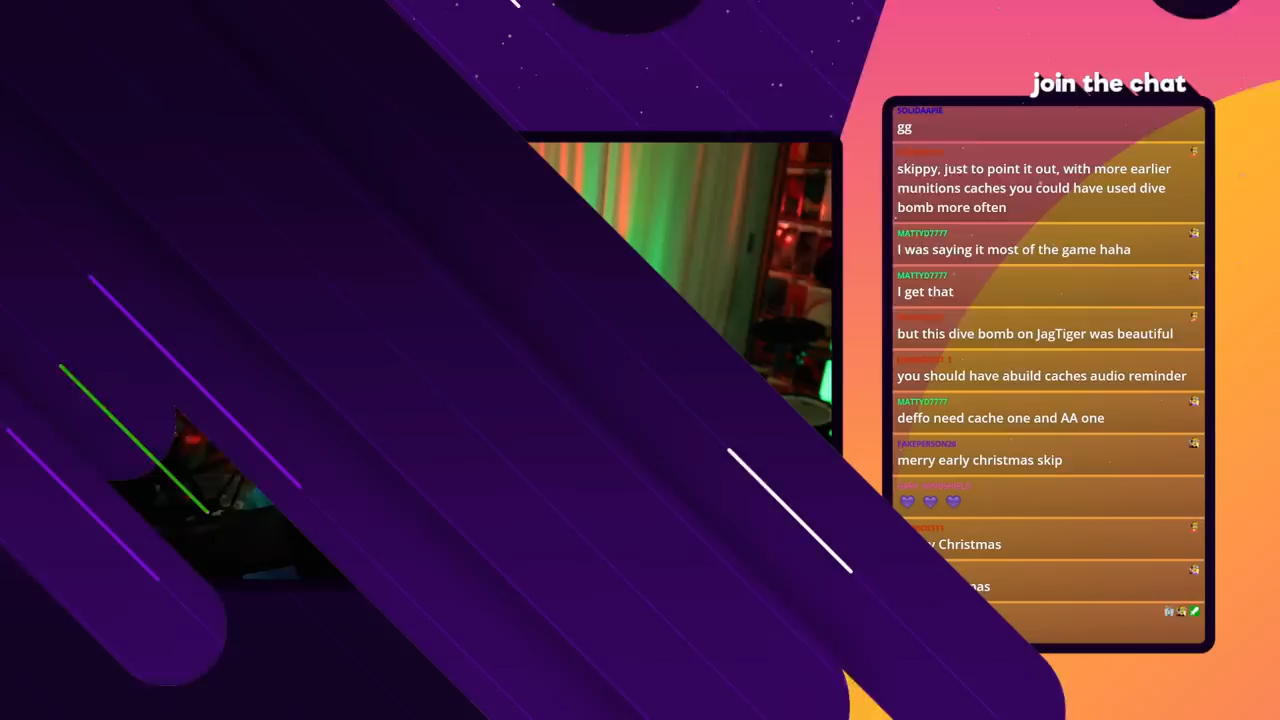 join the chat
SOLIDAAPIE
gg
skippy, just to point it out, with more earlier
munitions caches you could have used dive
bomb more often
MATTYD7777
I was saying it most of the game haha
MATTYD7777
I get that
but this dive bomb on JagTiger was beautiful
you should have abuild caches audio reminder
MATTYD7777
deffo need cache one and AA one
FAKEPERSON26
merry early christmas skip
Christmas